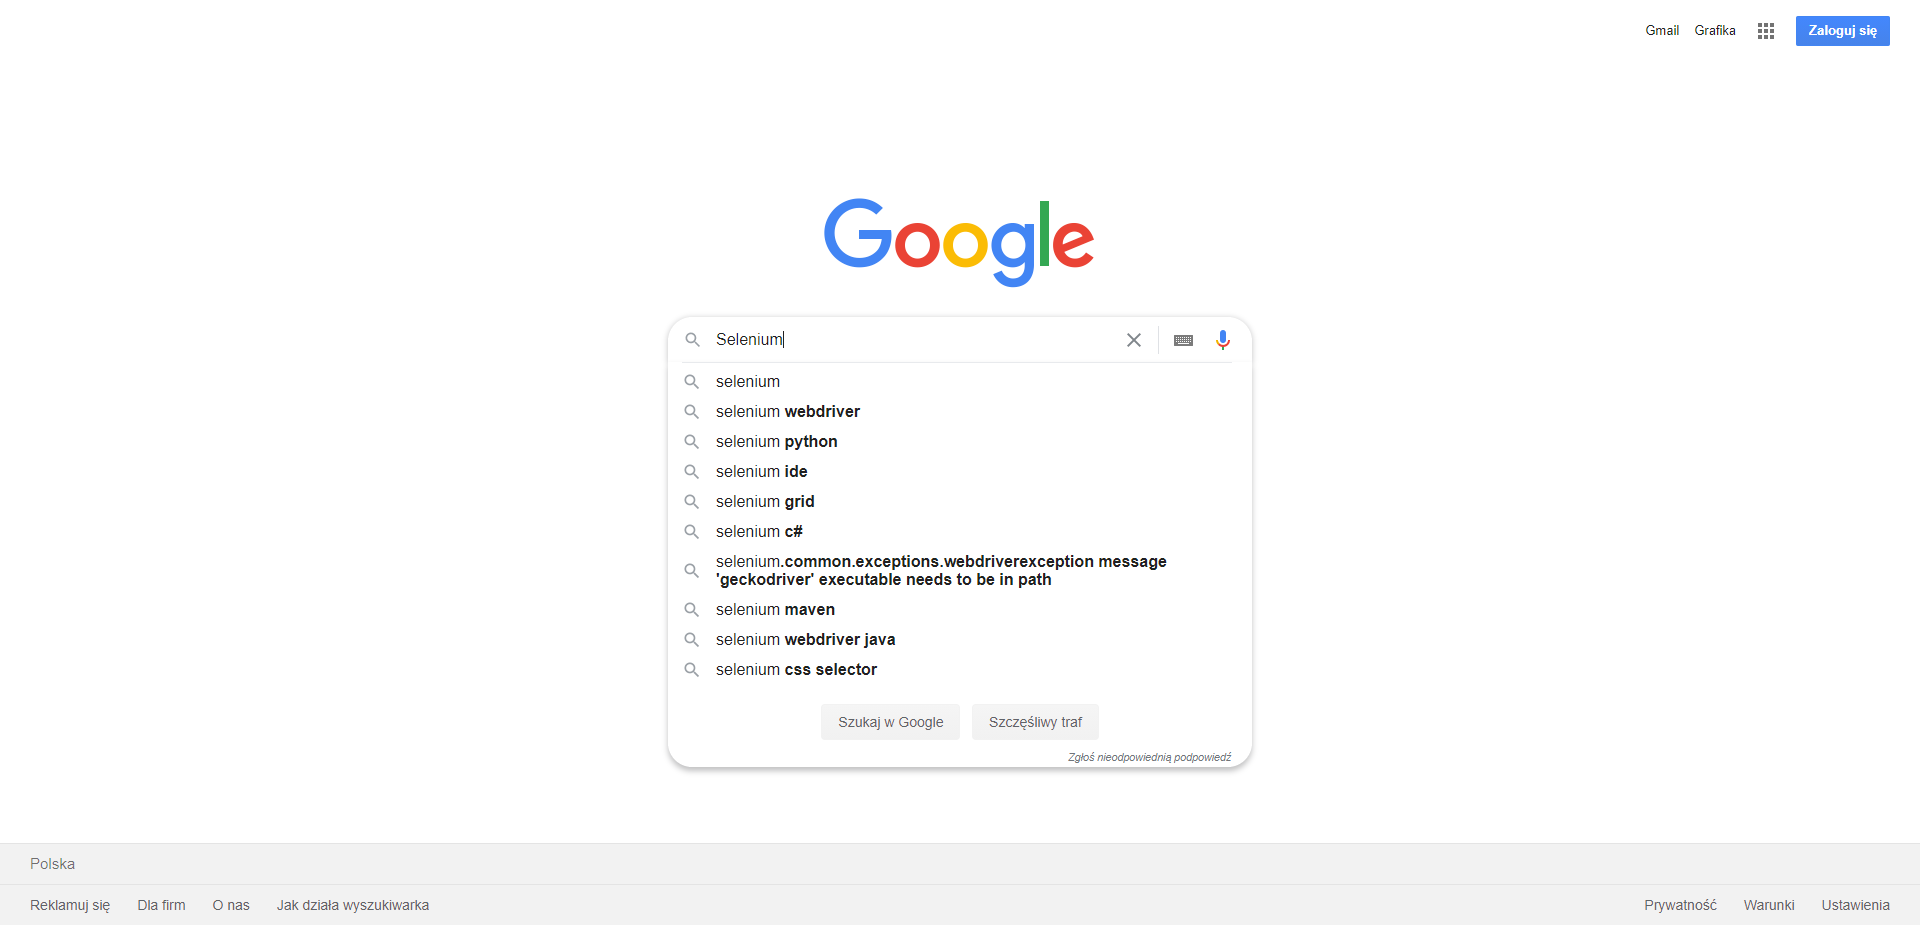 Gmail Grafika Zaloguj się
Google
Selenium
selenium
selenium webdriver
selenium python
selenium ide
selenium grid
selenium c#
selenium.common.exceptions.webdriverexception message
'geckodriver' executable needs to be in path
selenium maven
selenium webdriver java
selenium css selector
Szukaj w Google Szczęśliwy traf
Zgłoś nieodpowiednią podpowiedź
Polska
Reklamuj się Dla firm O nas Jak działa wyszukiwarka Prywatność Warunki Ustawienia